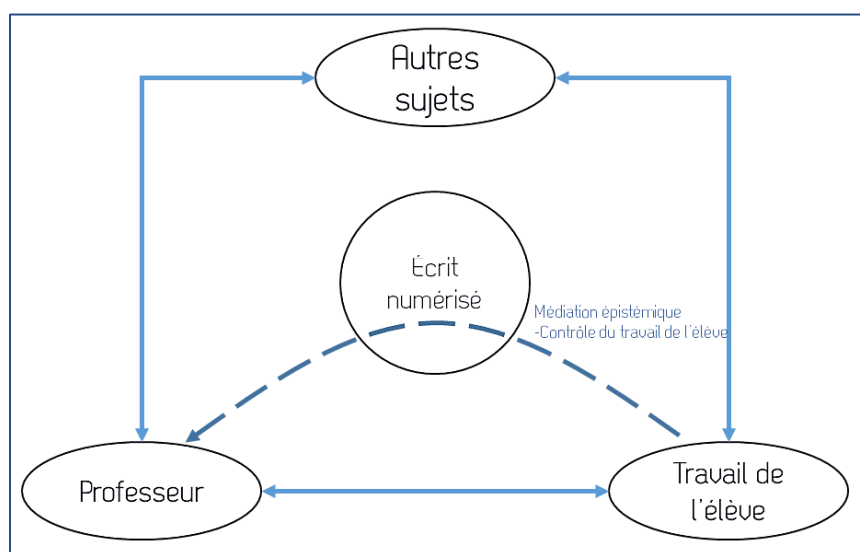 Autres
sujets
Écrit
numérisé
Médiation épistémique
-Contrôle du travail de l'élève
Professeur
Travail de
l'élève